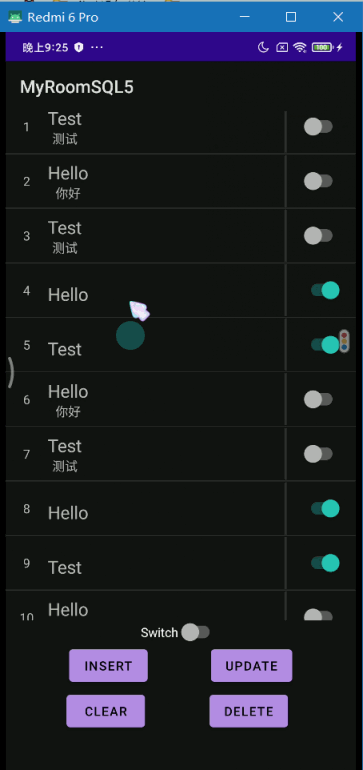 Redmi 6 Pro
晚上9:25
100
MyRoomSQL5
1 Test
测试
2 Hello
你好
3 Test
测试
4 Hello
5 Test
6 Hello
你好
7 Test
测试
8 Hello
9 Test
10 Hello
Switch
INSERT UPDATE
CLEAR DELETE